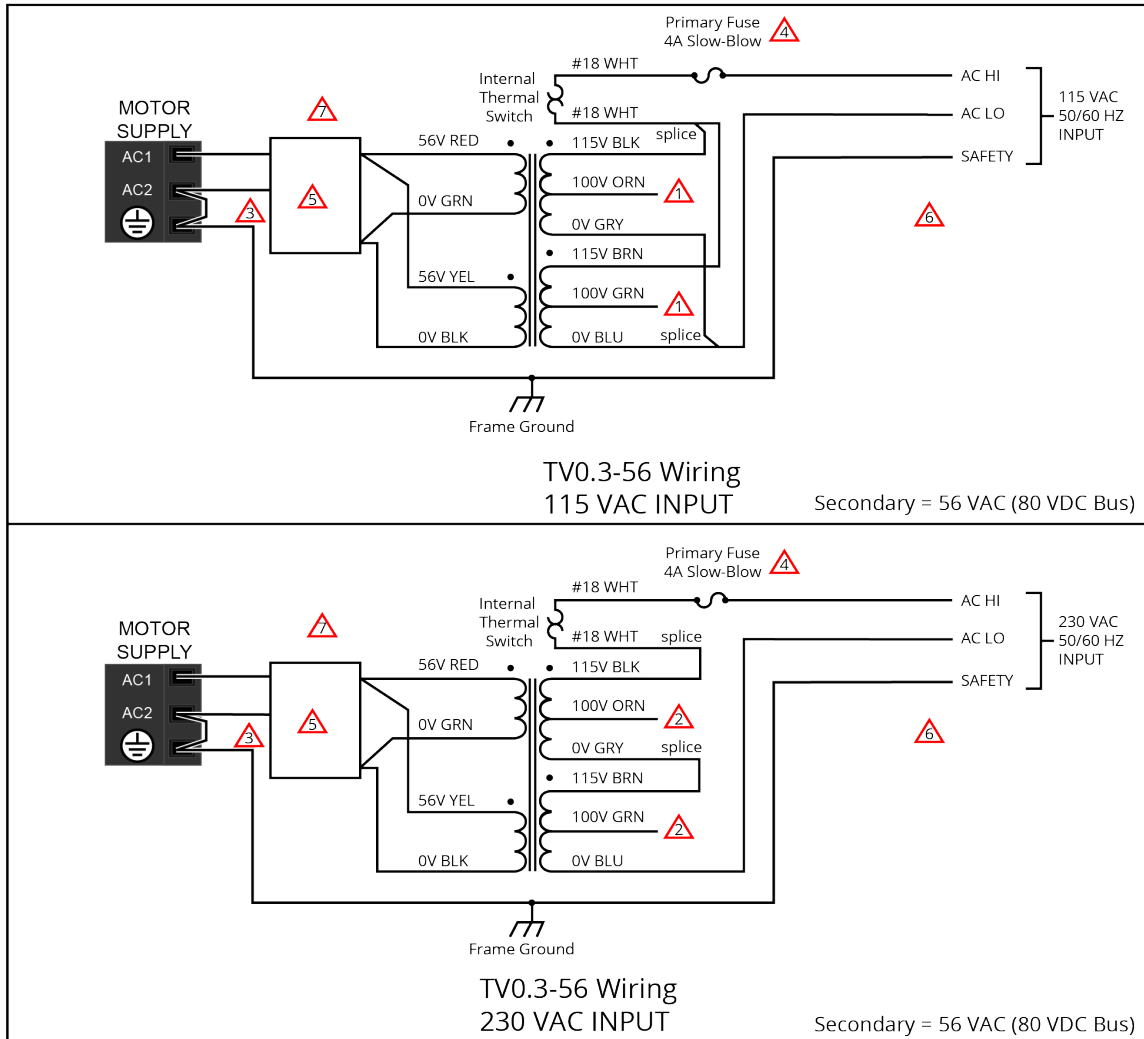 Primary Fuse
4A Slow-Blow
4
#18 WHT
AC HI
Internal
Thermal
Switch
115 VAC
50/60 HZ
INPUT
MOTOR
SUPPLY
7
#18 WHT
splice
AC LO
56V RED
115V BLK
AC1
SAFETY
100V ORN
1
AC2
5
0V GRN
3
0V GRY
6
115V BRN
56V YEL
100V GRN
1
0V BLK
0V BLU
splice
Frame Ground
TV0.3-56 Wiring
115 VAC INPUT
Secondary = 56 VAC (80 VDC Bus)
Primary Fuse
4A Slow-Blow
4
#18 WHT
AC HI
Internal
Thermal
Switch
230 VAC
50/60 HZ
INPUT
MOTOR
SUPPLY
7
#18 WHT
splice
AC LO
56V RED
115V BLK
AC1
SAFETY
100V ORN
2
AC2
5
0V GRN
3
0V GRY
splice
6
115V BRN
56V YEL
100V GRN
2
0V BLK
0V BLU
Frame Ground
TV0.3-56 Wiring
230 VAC INPUT
Secondary = 56 VAC (80 VDC Bus)